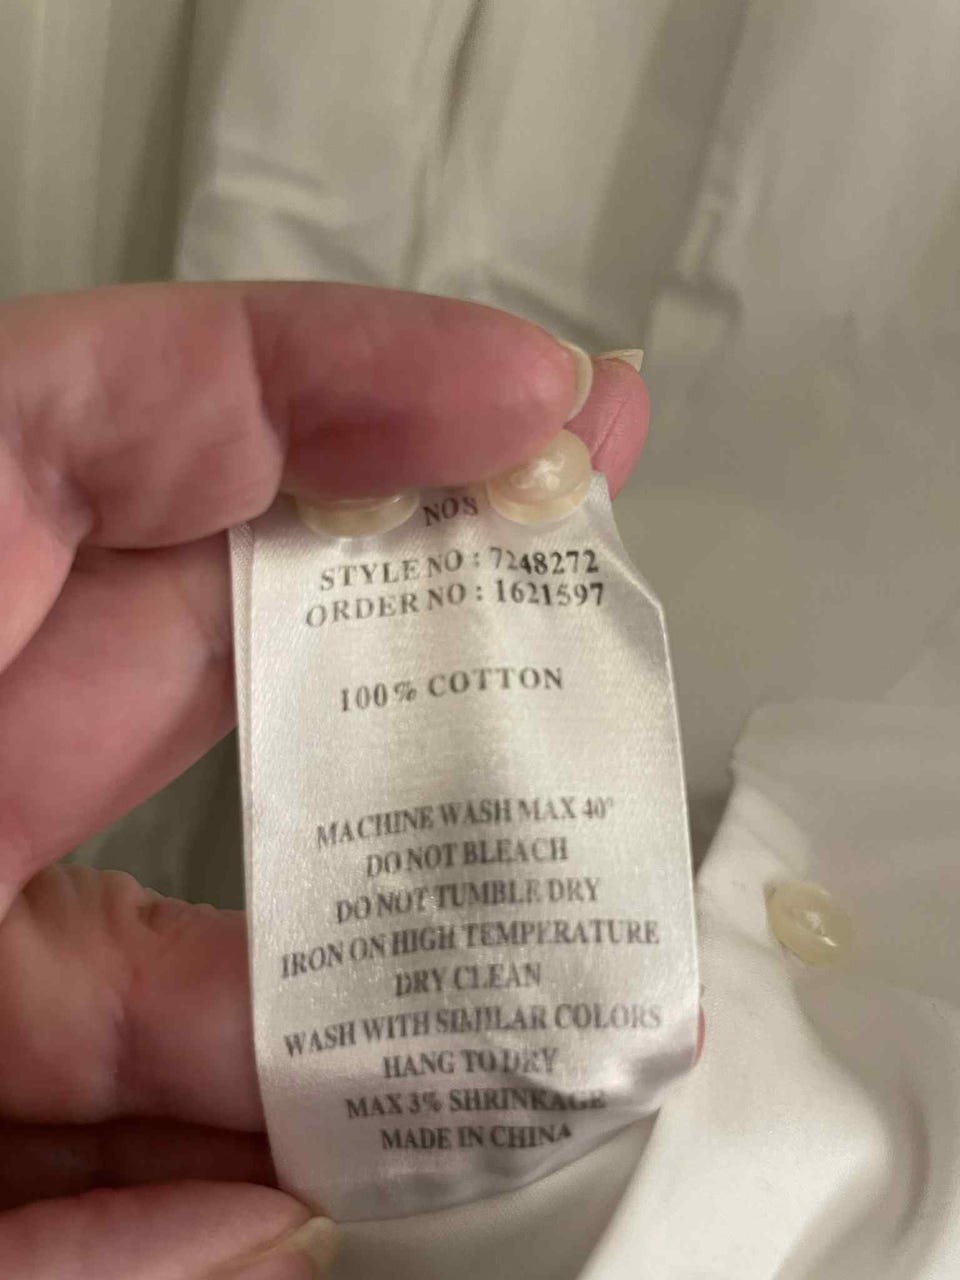 NOS
STYLE NO : 7248272
ORDER NO : 1621597
100% COTTON
MACHINE WASH MAX 40°
DO NOT BLEACH
DO NOT TUMBLE DRY
IRON ON HIGH TEMPERATURE
DRY CLEAN
WASH WITH SIMILAR COLORS
HANG TO DRY
MAX 3% SHRINKAGE
MADE IN CHINA